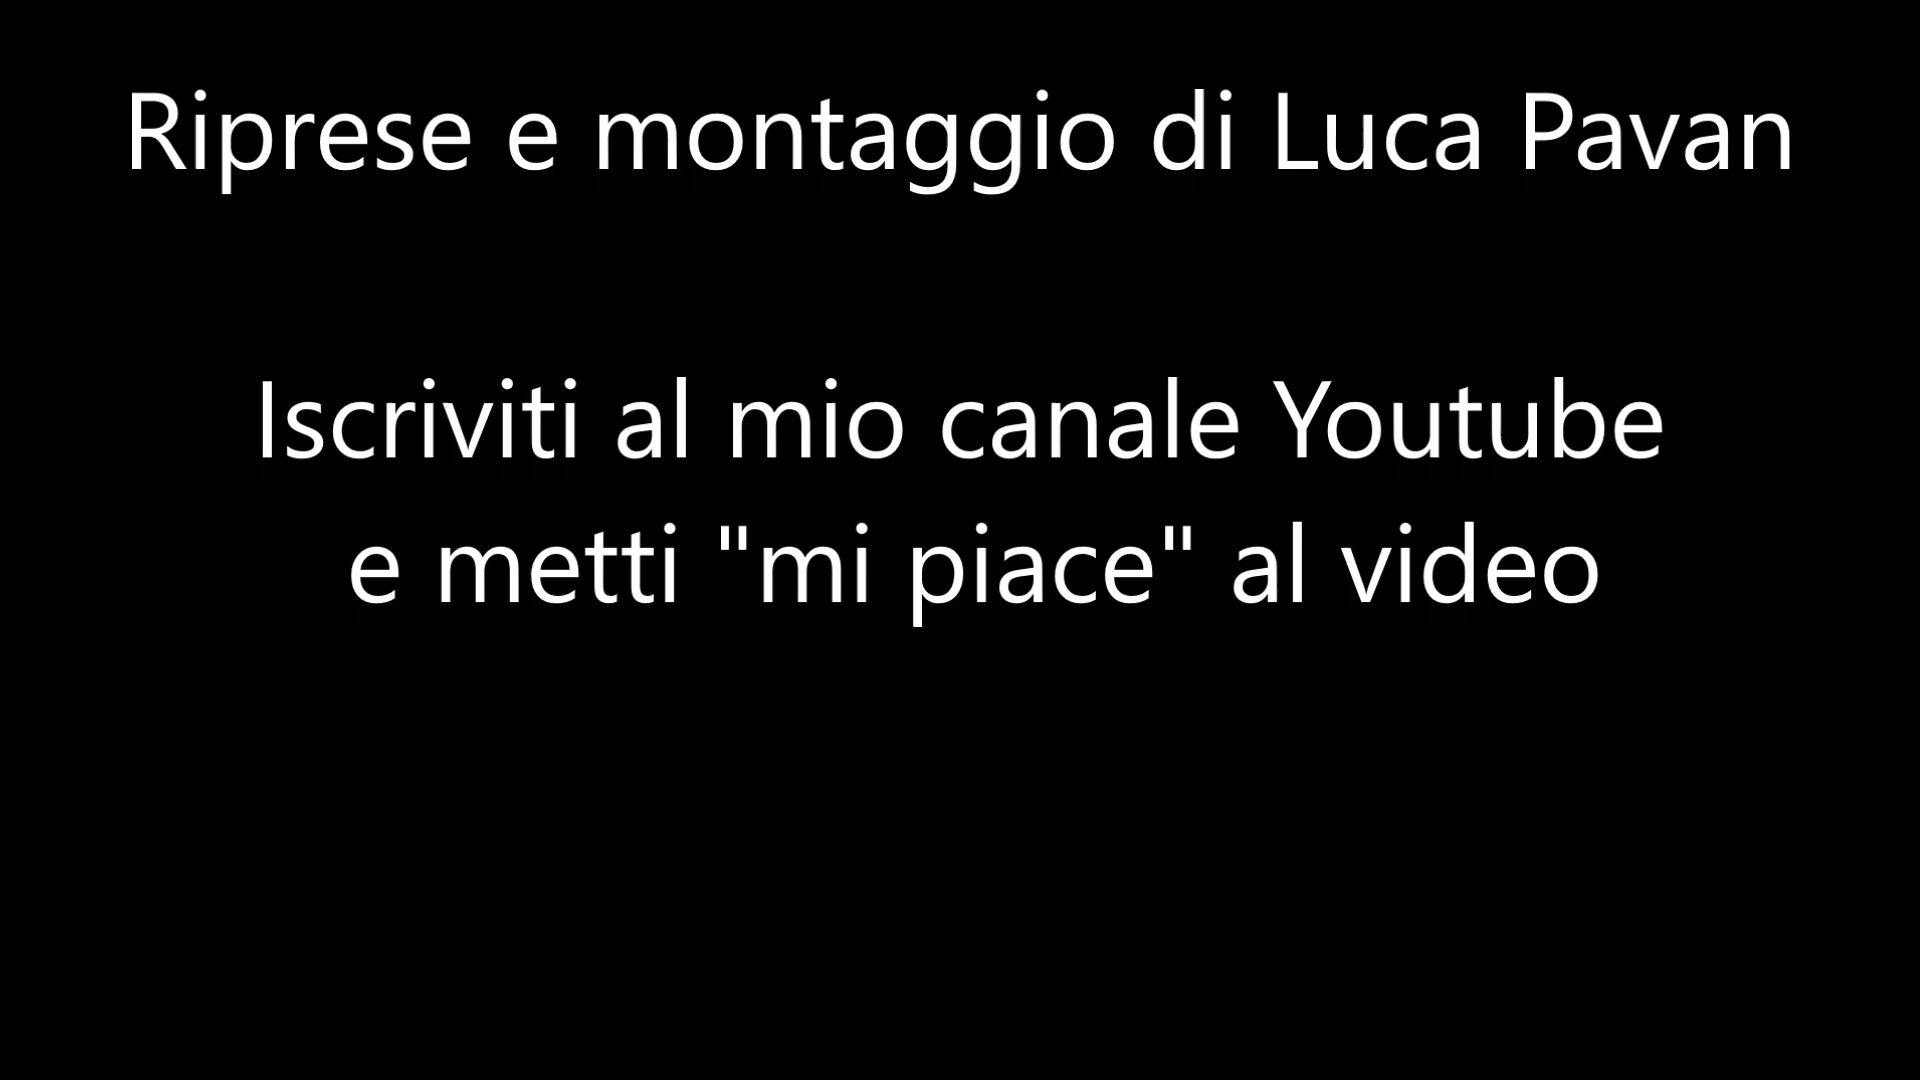 Riprese e montaggio di Luca Pavan
Iscriviti al mio canale Youtube
e metti "mi piace" al video